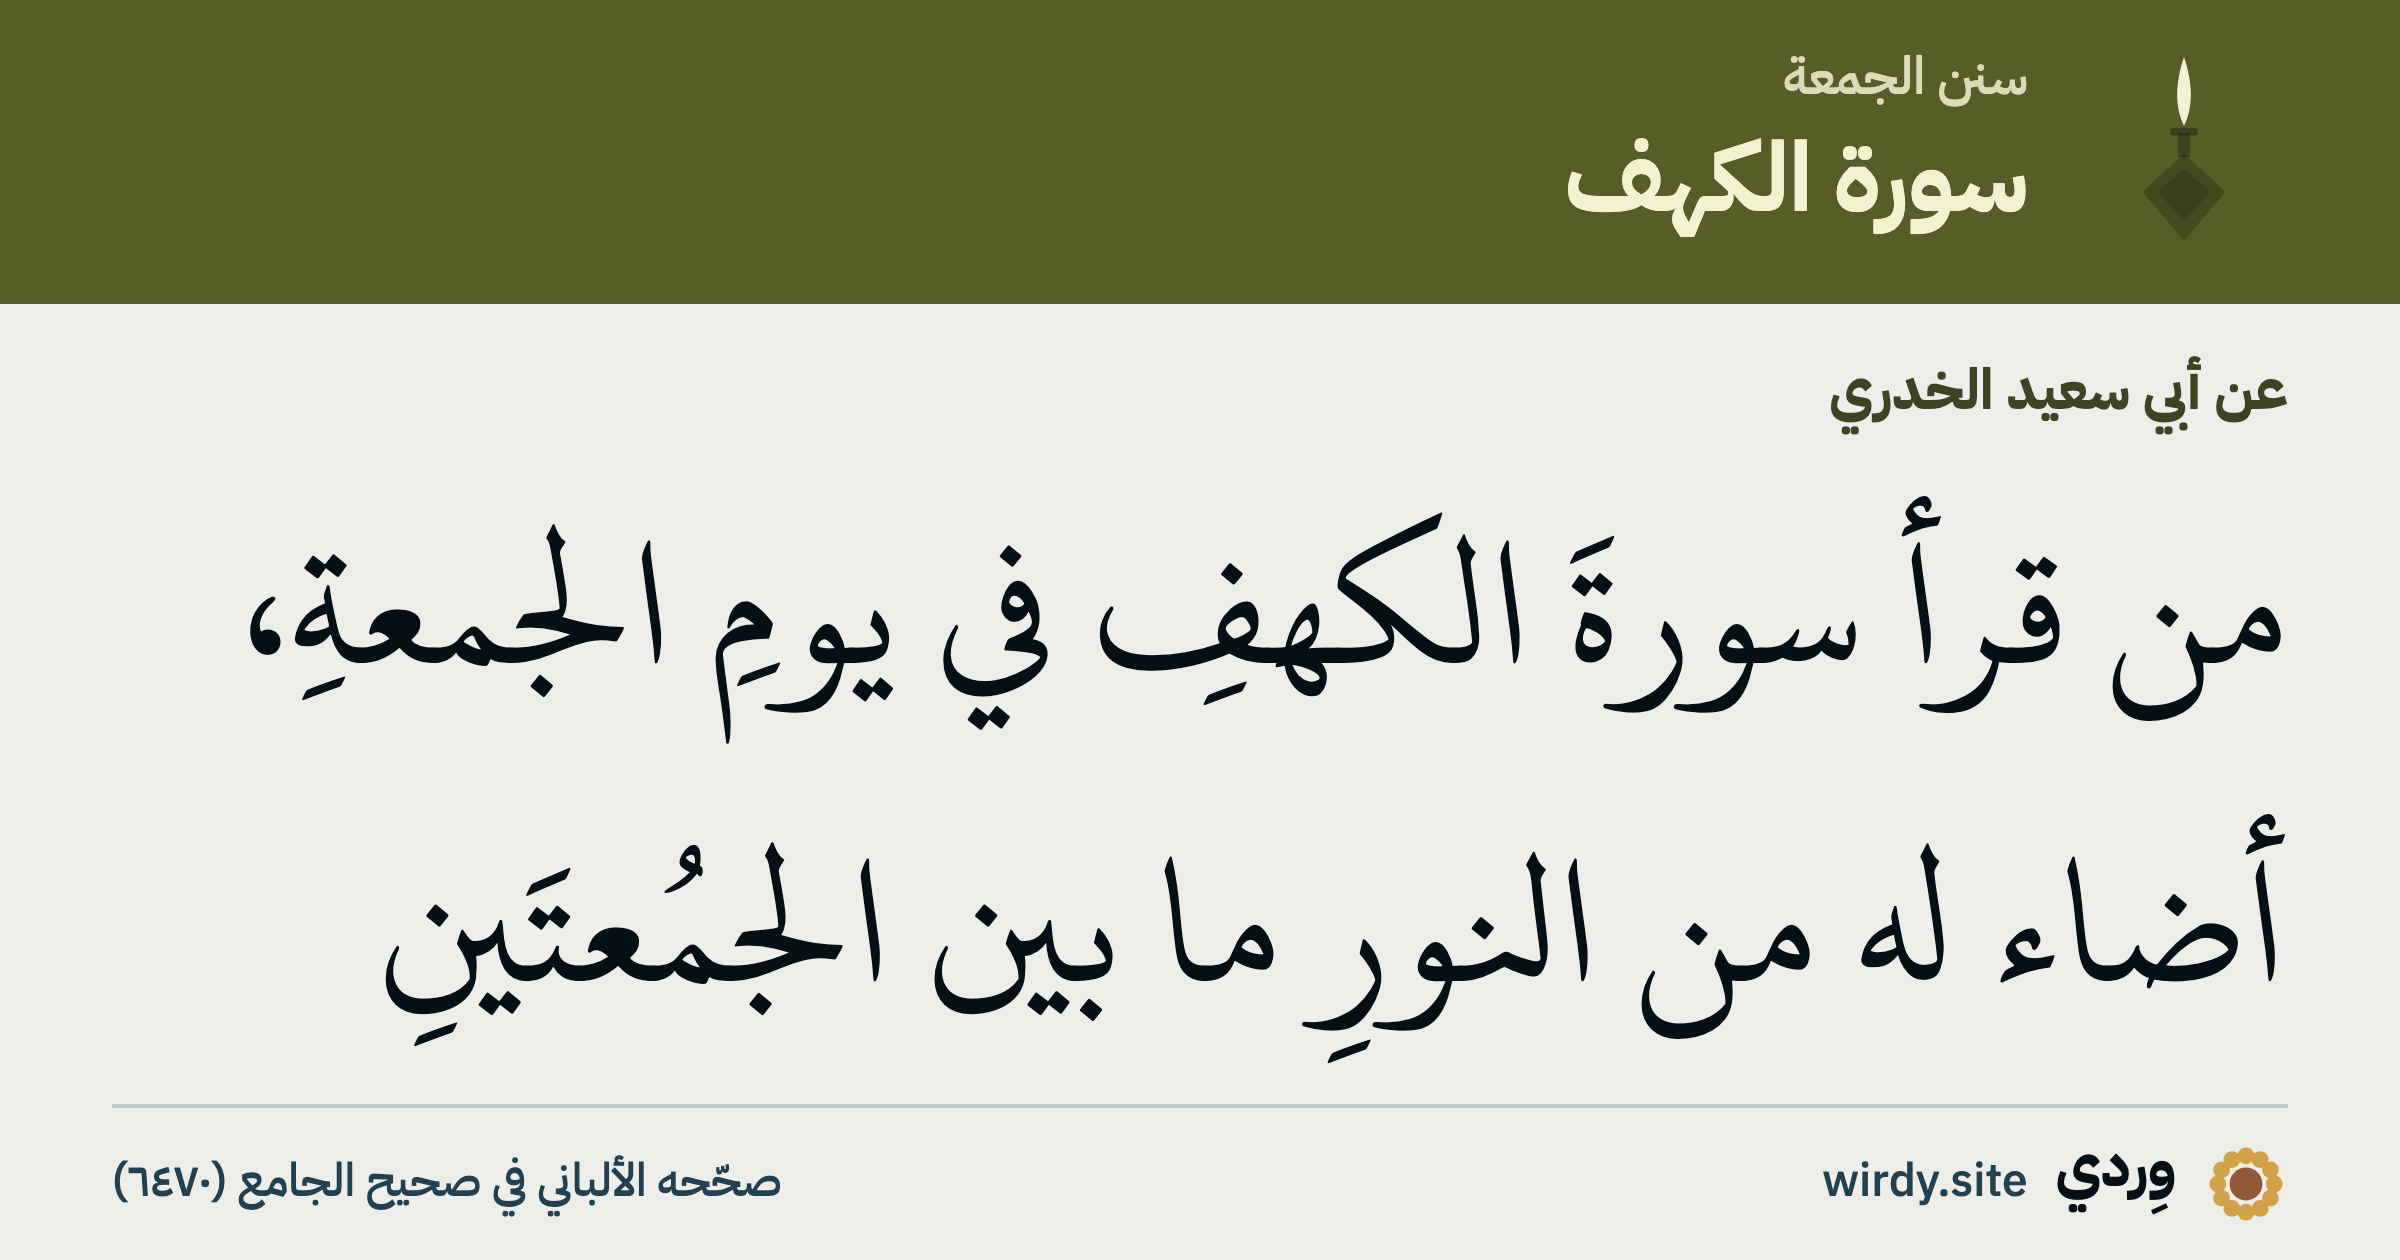 سنن الجمعة
سورة الكهف
عن أبي سعيد الخدري
من قرأ سورةَ الكهفِ في يومِ الجمعةِ،
أضاء له من النورِ ما بين الجمُعتَينِ
وِردي wirdy.site
صحّحه الألباني في صحيح الجامع (٦٤٧٠)